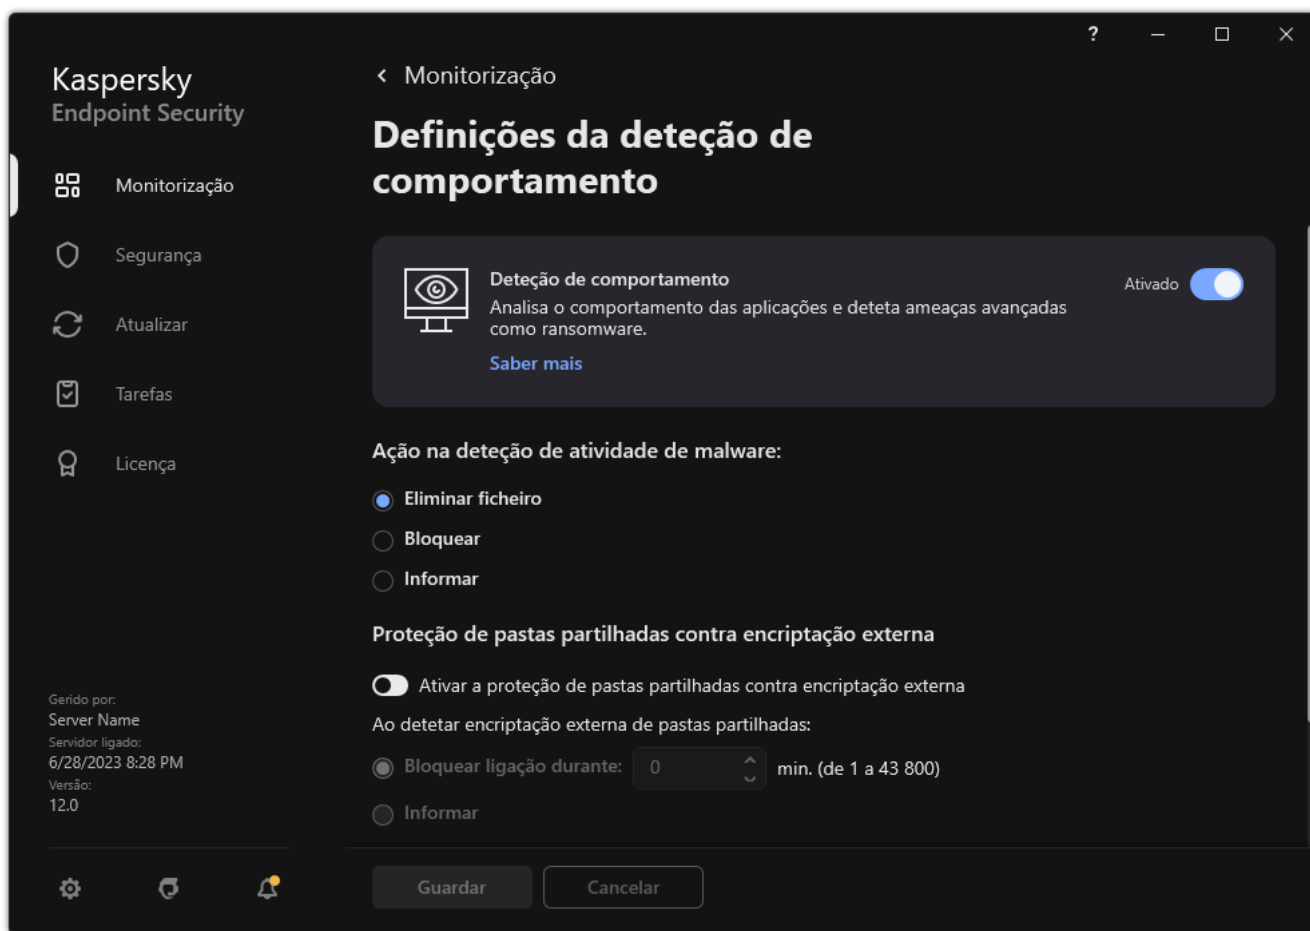 ?
Kaspersky
Endpoint Security
Monitorização
Segurança
Atualizar
Tarefas
Licença
Gerido por:
Server Name
Servidor ligado:
6/28/2023 8:28 PM
Versão:
12.0
Monitorização
Definições da deteção de
comportamento
Deteção de comportamento
Analisa o comportamento das aplicações e deteta ameaças avançadas
como ransomware.
Saber mais
Ativado
Ação na deteção de atividade de malware:
Eliminar ficheiro
Bloquear
Informar
Proteção de pastas partilhadas contra encriptação externa
Ativar a proteção de pastas partilhadas contra encriptação externa
Ao detetar encriptação externa de pastas partilhadas:
Bloquear ligação durante: 0 min. (de 1 a 43 800)
Informar
Guardar Cancelar